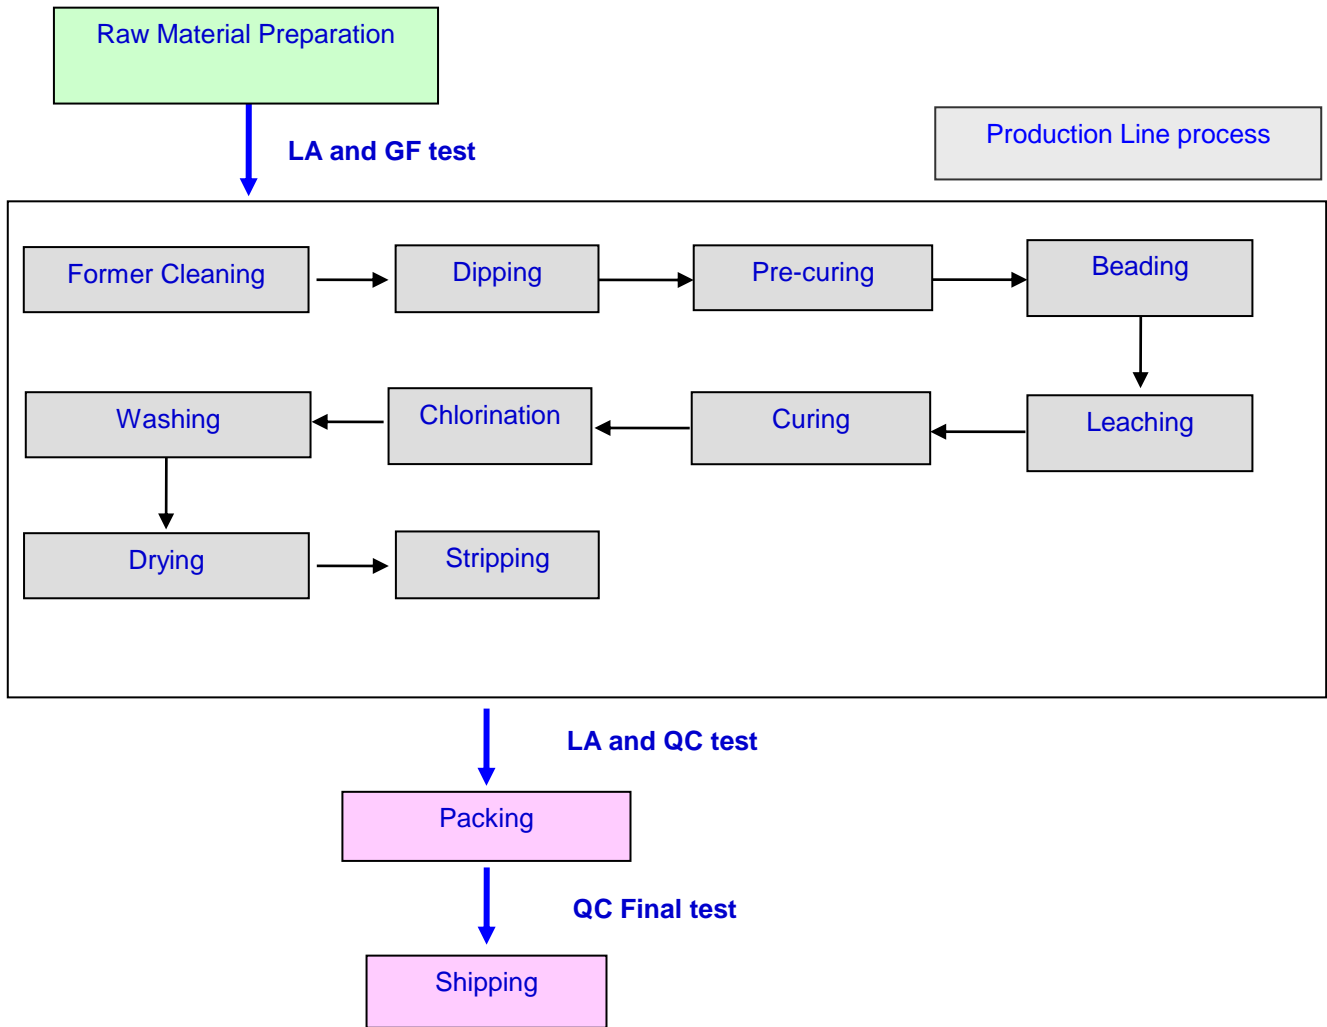 Raw Material Preparation
LA and GF test
Production Line process
Former Cleaning
Dipping
Pre-curing
Beading
Washing
Chlorination
Curing
Leaching
Drying
Stripping
LA and QC test
Packing
QC Final test
Shipping